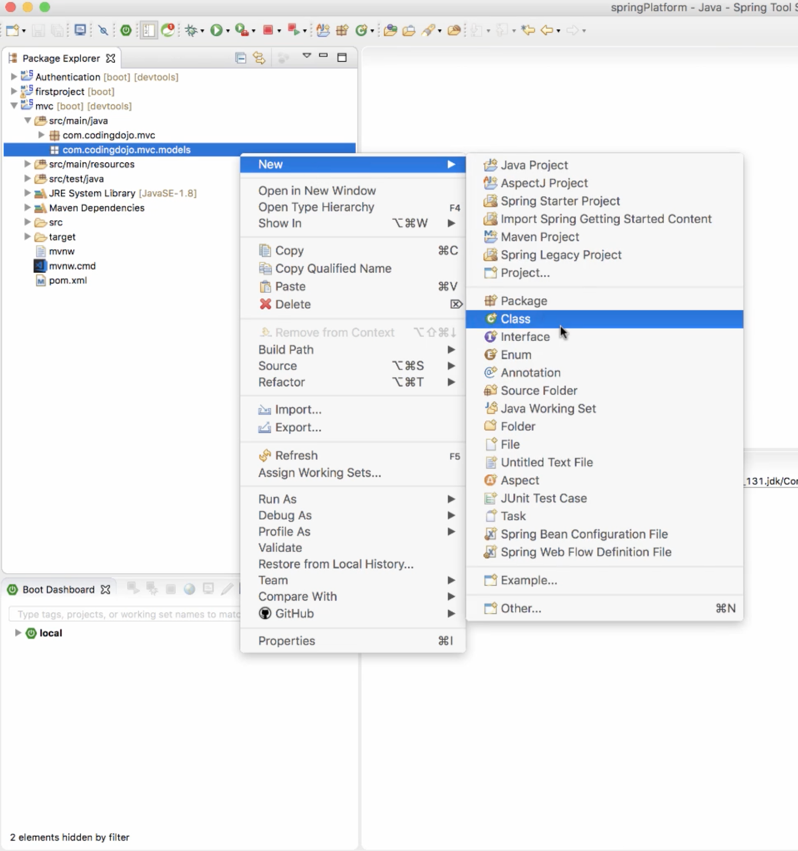 springPlatform - Java - Spring Tool S
Package Explorer
Authentication [boot] [devtools]
firstproject [boot]
mvc [boot] [devtools]
src/main/java
com.codingdojo.mvc
com.codingdojo.mvc.models
src/main/resources
src/test/java
JRE System Library [JavaSE-1.8]
Maven Dependencies
src
target
mvnw
mvnw.cmd
pom.xml
New
Open in New Window
Open Type Hierarchy F4
Show In ⌥⌘W
Copy ⌘C
Copy Qualified Name
Paste ⌘V
Delete ⌦
Remove from Context ⌥⇧⌘↓
Build Path
Source ⌥⌘S
Refactor ⌥⌘T
Import...
Export...
Refresh F5
Assign Working Sets...
Run As
Debug As
Profile As
Validate
Restore from Local History...
Team
Compare With
GitHub
Properties ⌘I
Java Project
AspectJ Project
Spring Starter Project
Import Spring Getting Started Content
Maven Project
Spring Legacy Project
Project...
Package
Class
Interface
Enum
Annotation
Source Folder
Java Working Set
Folder
File
Untitled Text File
Aspect
JUnit Test Case
Task
Spring Bean Configuration File
Spring Web Flow Definition File
Example...
Other... ⌘N
_131.jdk/Cor
Boot Dashboard
Type tags, projects, or working set names to matc
local
2 elements hidden by filter